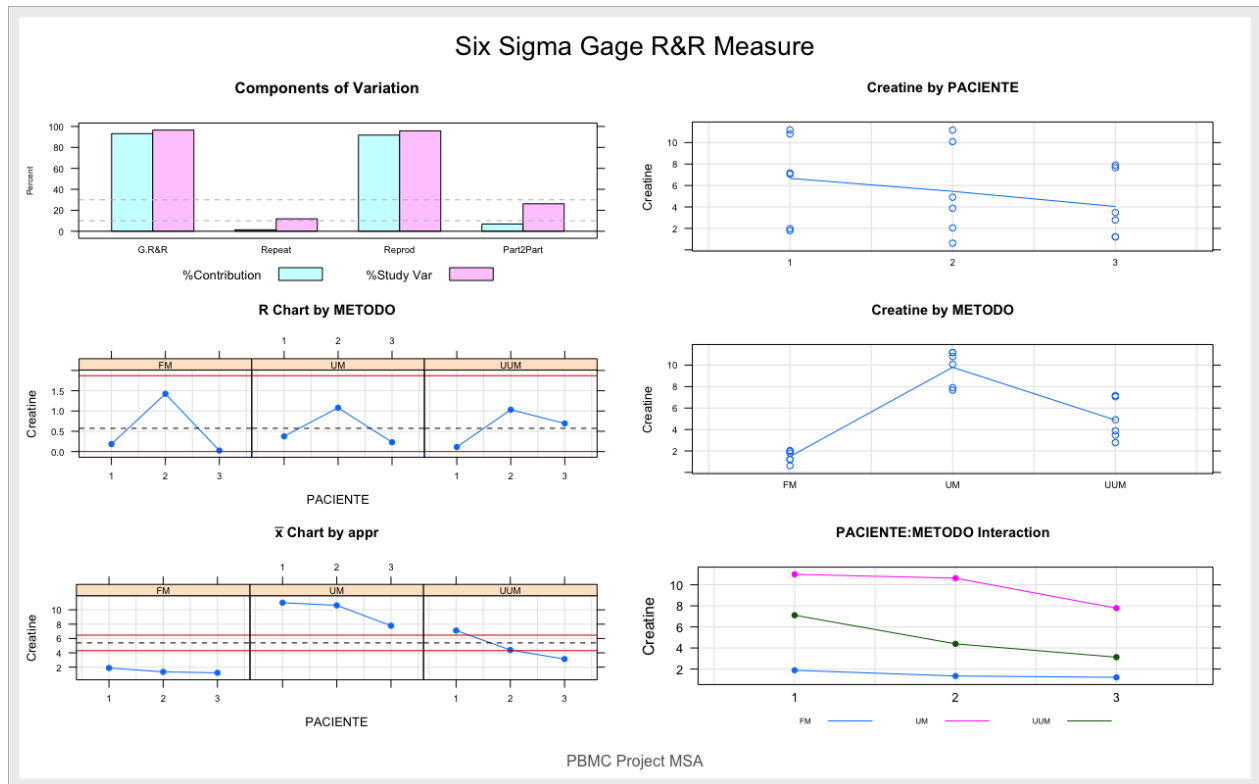 Six Sigma Gage R&R Measure
Components of Variation
Percent
100
80
60
40
20
0
G.R&R Repeat Reprod Part2Part
%Contribution %Study Var
R Chart by METODO
1 2 3
FM UM UUM
Creatine
1.5
1.0
0.5
0.0
1 2 3 1 2 3
PACIENTE
x̅ Chart by appr
1 2 3
FM UM UUM
Creatine
10
8
6
4
2
1 2 3 1 2 3
PACIENTE
Creatine by PACIENTE
Creatine
10
8
6
4
2
1 2 3
Creatine by METODO
Creatine
10
8
6
4
2
FM UM UUM
PACIENTE:METODO Interaction
Creatine
10
8
6
4
2
1 2 3
FM UM UUM
PBMC Project MSA